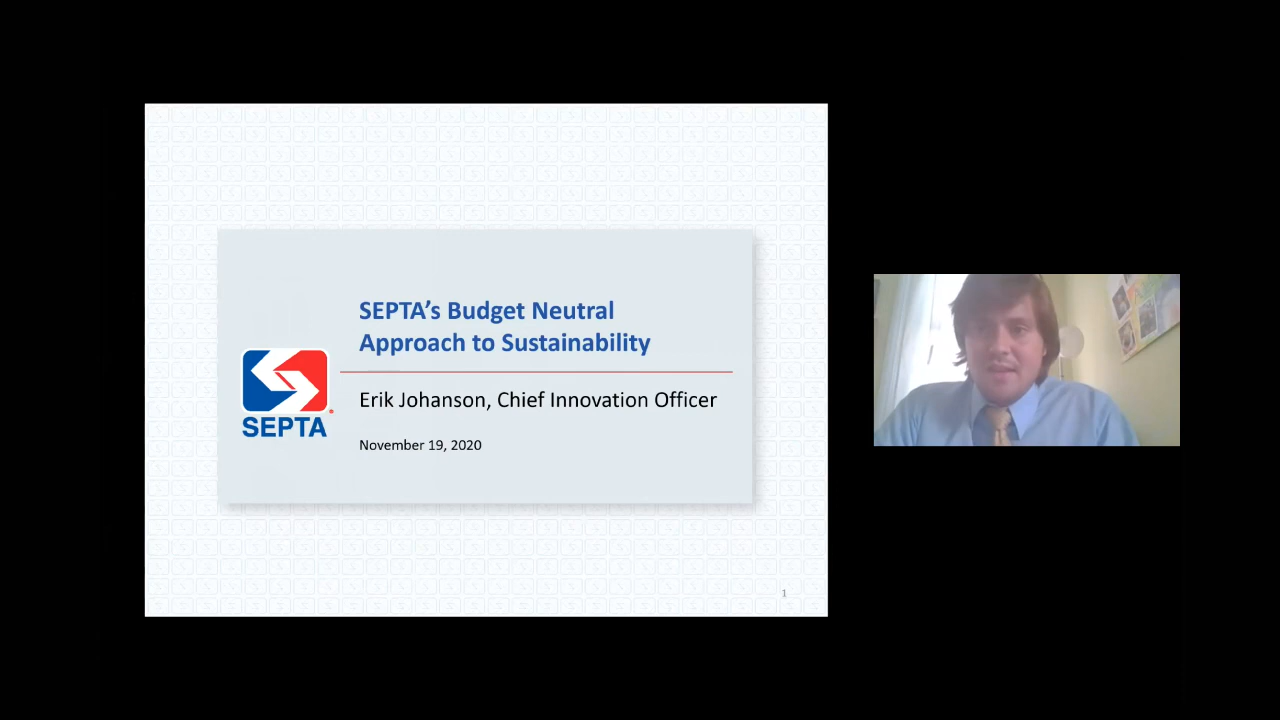 SEPTA's Budget Neutral
Approach to Sustainability
Erik Johanson, Chief Innovation Officer
November 19, 2020
SEPTA
1